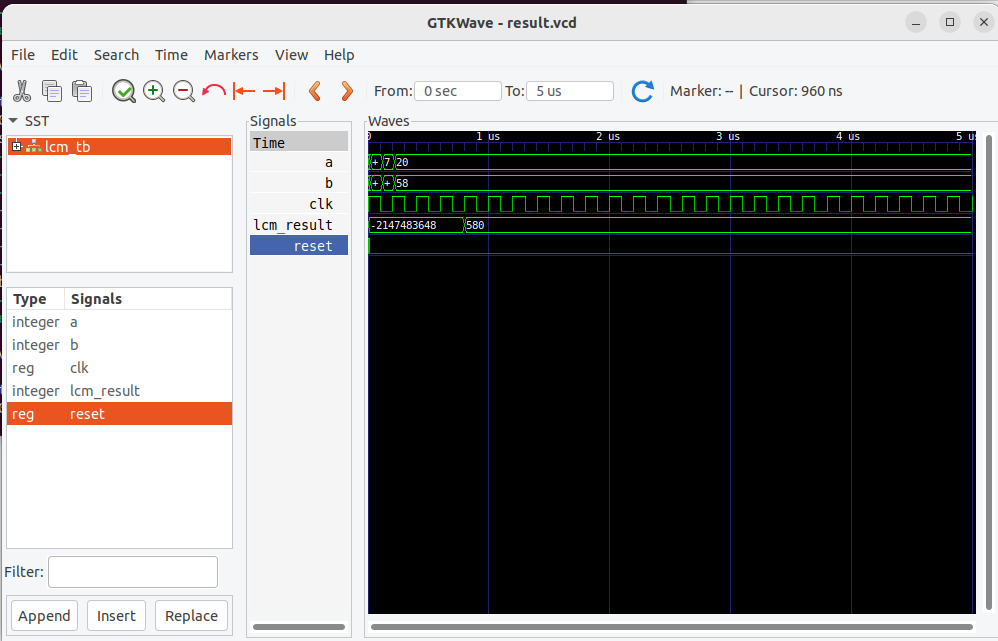 GTKWave - result.vcd
File Edit Search Time Markers View Help
From: 0 sec To: 5 us Marker: -- | Cursor: 960 ns
SST
lcm_tb
Type Signals
integer a
integer b
reg clk
integer lcm_result
reg reset
Filter:
Append Insert Replace
Signals
Time
a
b
clk
lcm_result
reset
Waves
0 1 us 2 us 3 us 4 us 5 us
+ 7 20
+ + 58
-2147483648 580